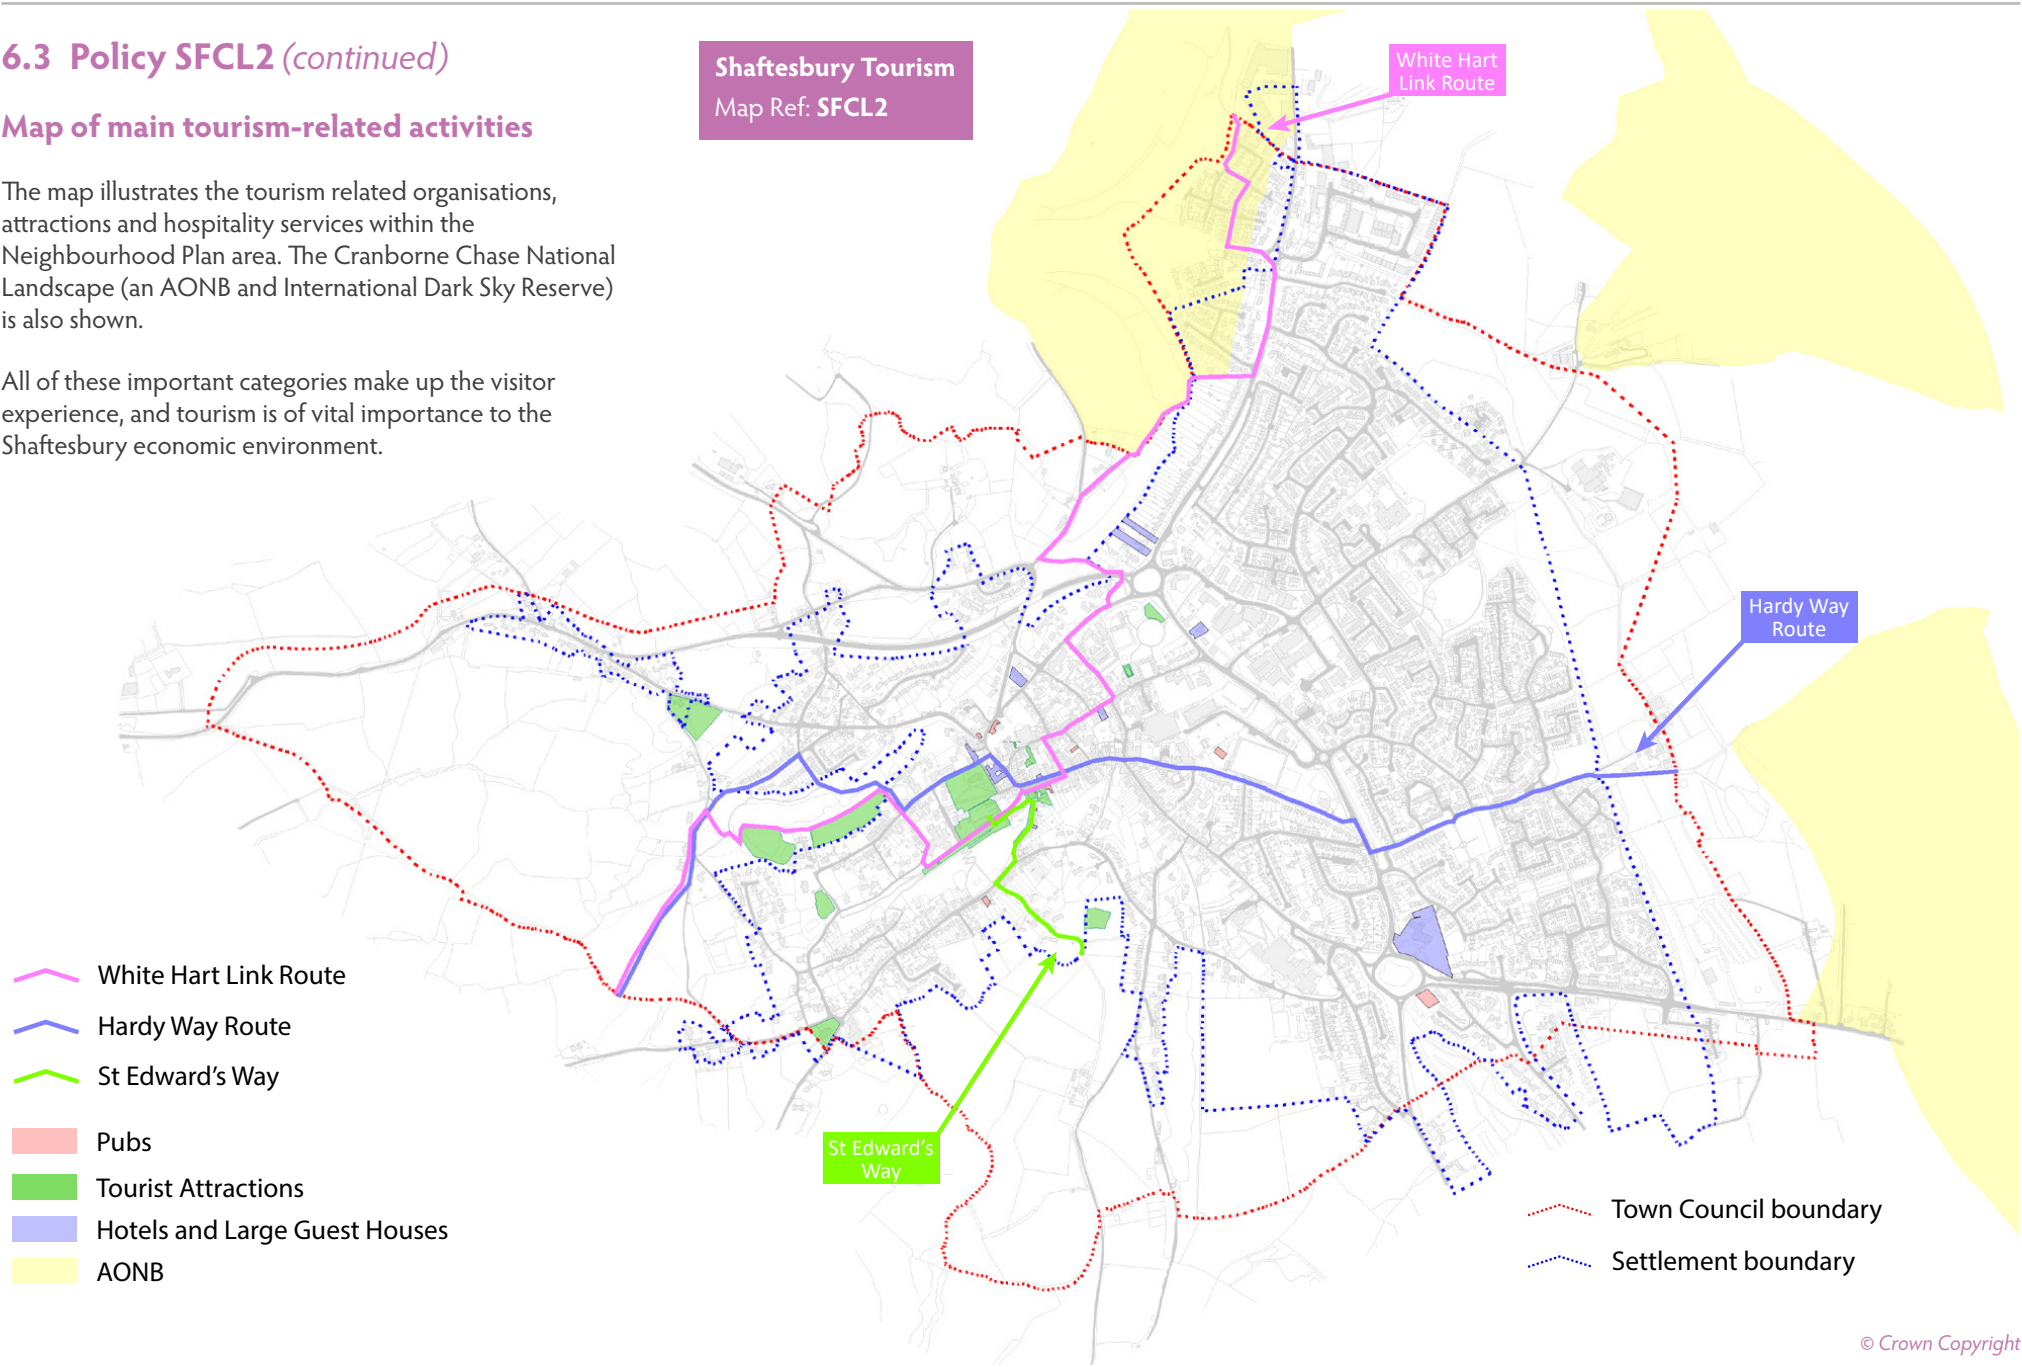 6.3 Policy SFCL2 (continued)
Map of main tourism-related activities
The map illustrates the tourism related organisations,
attractions and hospitality services within the
Neighbourhood Plan area. The Cranborne Chase National
Landscape (an AONB and International Dark Sky Reserve)
is also shown.
All of these important categories make up the visitor
experience, and tourism is of vital importance to the
Shaftesbury economic environment.
Shaftesbury Tourism
Map Ref: SFCL2
White Hart
Link Route
Hardy Way
Route
St Edward's
Way
White Hart Link Route
Hardy Way Route
St Edward's Way
Pubs
Tourist Attractions
Hotels and Large Guest Houses
AONB
Town Council boundary
Settlement boundary
© Crown Copyright